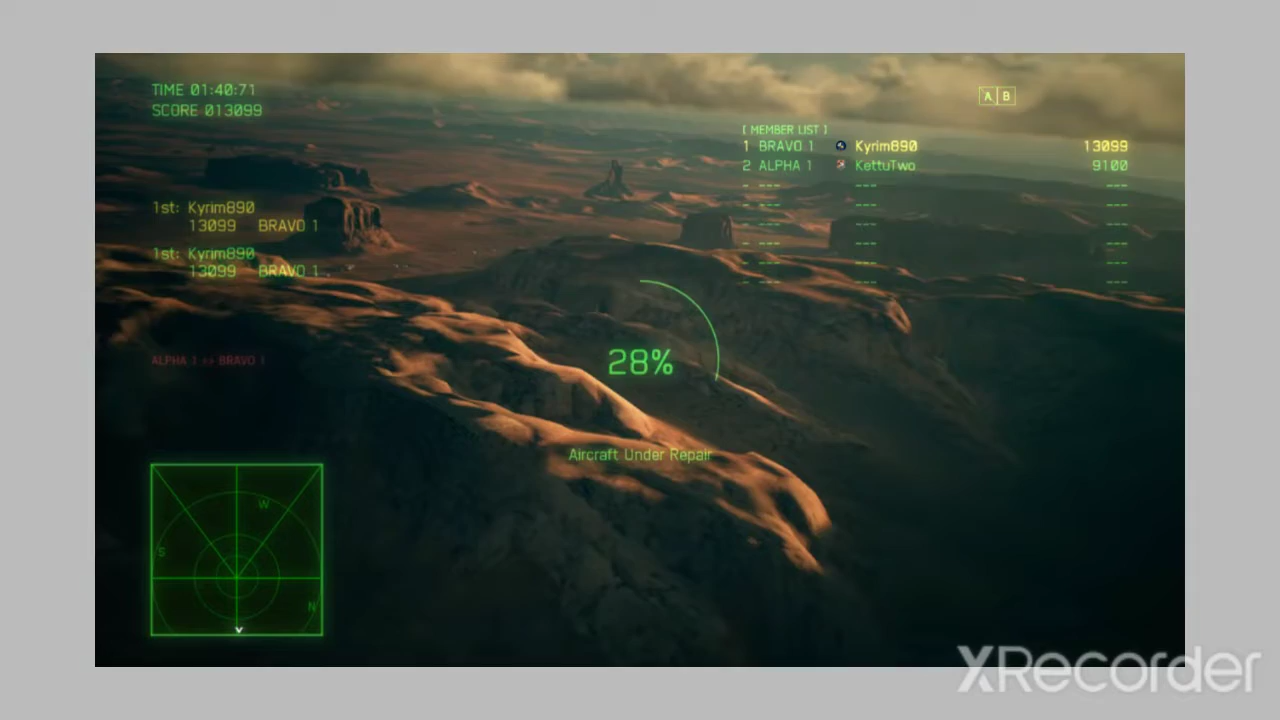 TIME 01:40:71
SCORE 013099
A B
[ MEMBER LIST ]
1 BRAVO 1 Kyrim890 13099
2 ALPHA 1 KettuTwo 9100
- --- --- ---
- --- --- ---
- --- --- ---
- --- --- ---
- --- --- ---
- --- --- ---
1st: Kyrim890
13099 BRAVO 1
1st: Kyrim890
13099 BRAVO 1
ALPHA 1 BRAVO 1
28%
Aircraft Under Repair
W
S
N
XRecorder